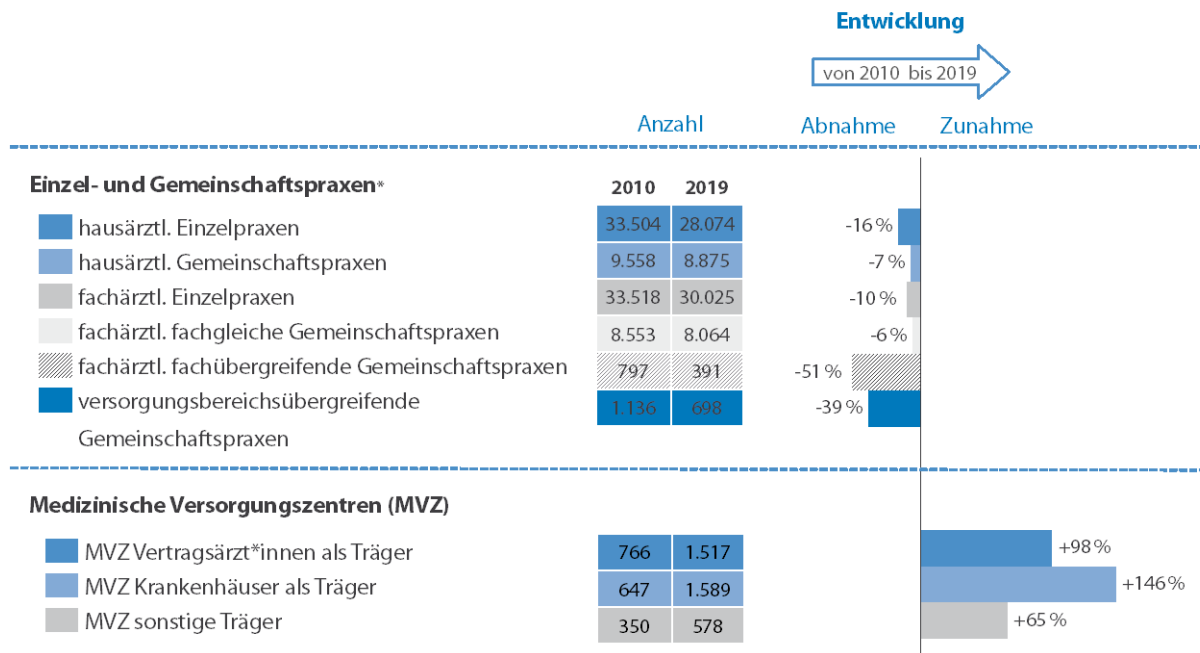 Entwicklung
von 2010 bis 2019
Anzahl Abnahme Zunahme
Einzel- und Gemeinschaftspraxen* 2010 2019
hausärztl. Einzelpraxen 33.504 28.074 -16 %
hausärztl. Gemeinschaftspraxen 9.558 8.875 -7 %
fachärztl. Einzelpraxen 33.518 30.025 -10 %
fachärztl. fachgleiche Gemeinschaftspraxen 8.553 8.064 -6 %
fachärztl. fachübergreifende Gemeinschaftspraxen 797 391 -51 %
versorgungsbereichsübergreifende 1.136 698 -39 %
Gemeinschaftspraxen
Medizinische Versorgungszentren (MVZ)
MVZ Vertragsärzt*innen als Träger 766 1.517 +98 %
MVZ Krankenhäuser als Träger 647 1.589 +146 %
MVZ sonstige Träger 350 578 +65 %